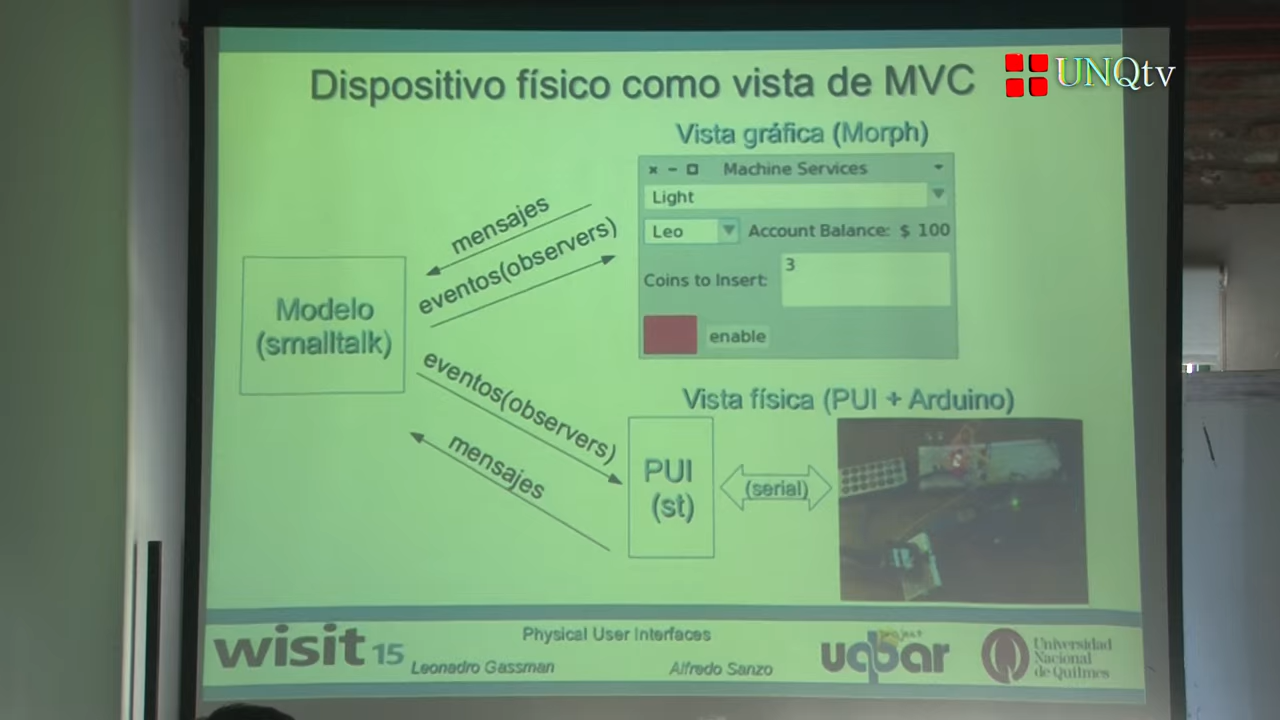 Dispositivo físico como vista de MVC
UNQtv
Vista gráfica (Morph)
Machine Services
Light
Leo
Account Balance: $ 100
Coins to Insert:
3
enable
mensajes
eventos(observers)
Modelo
(smalltalk)
eventos(observers)
mensajes
Vista física (PUI + Arduino)
PUI
(st)
(serial)
wisit 15
Physical User Interfaces
Leonadro Gassman
Alfredo Sanzo
project
uqbar
Universidad
Nacional
de Quilmes